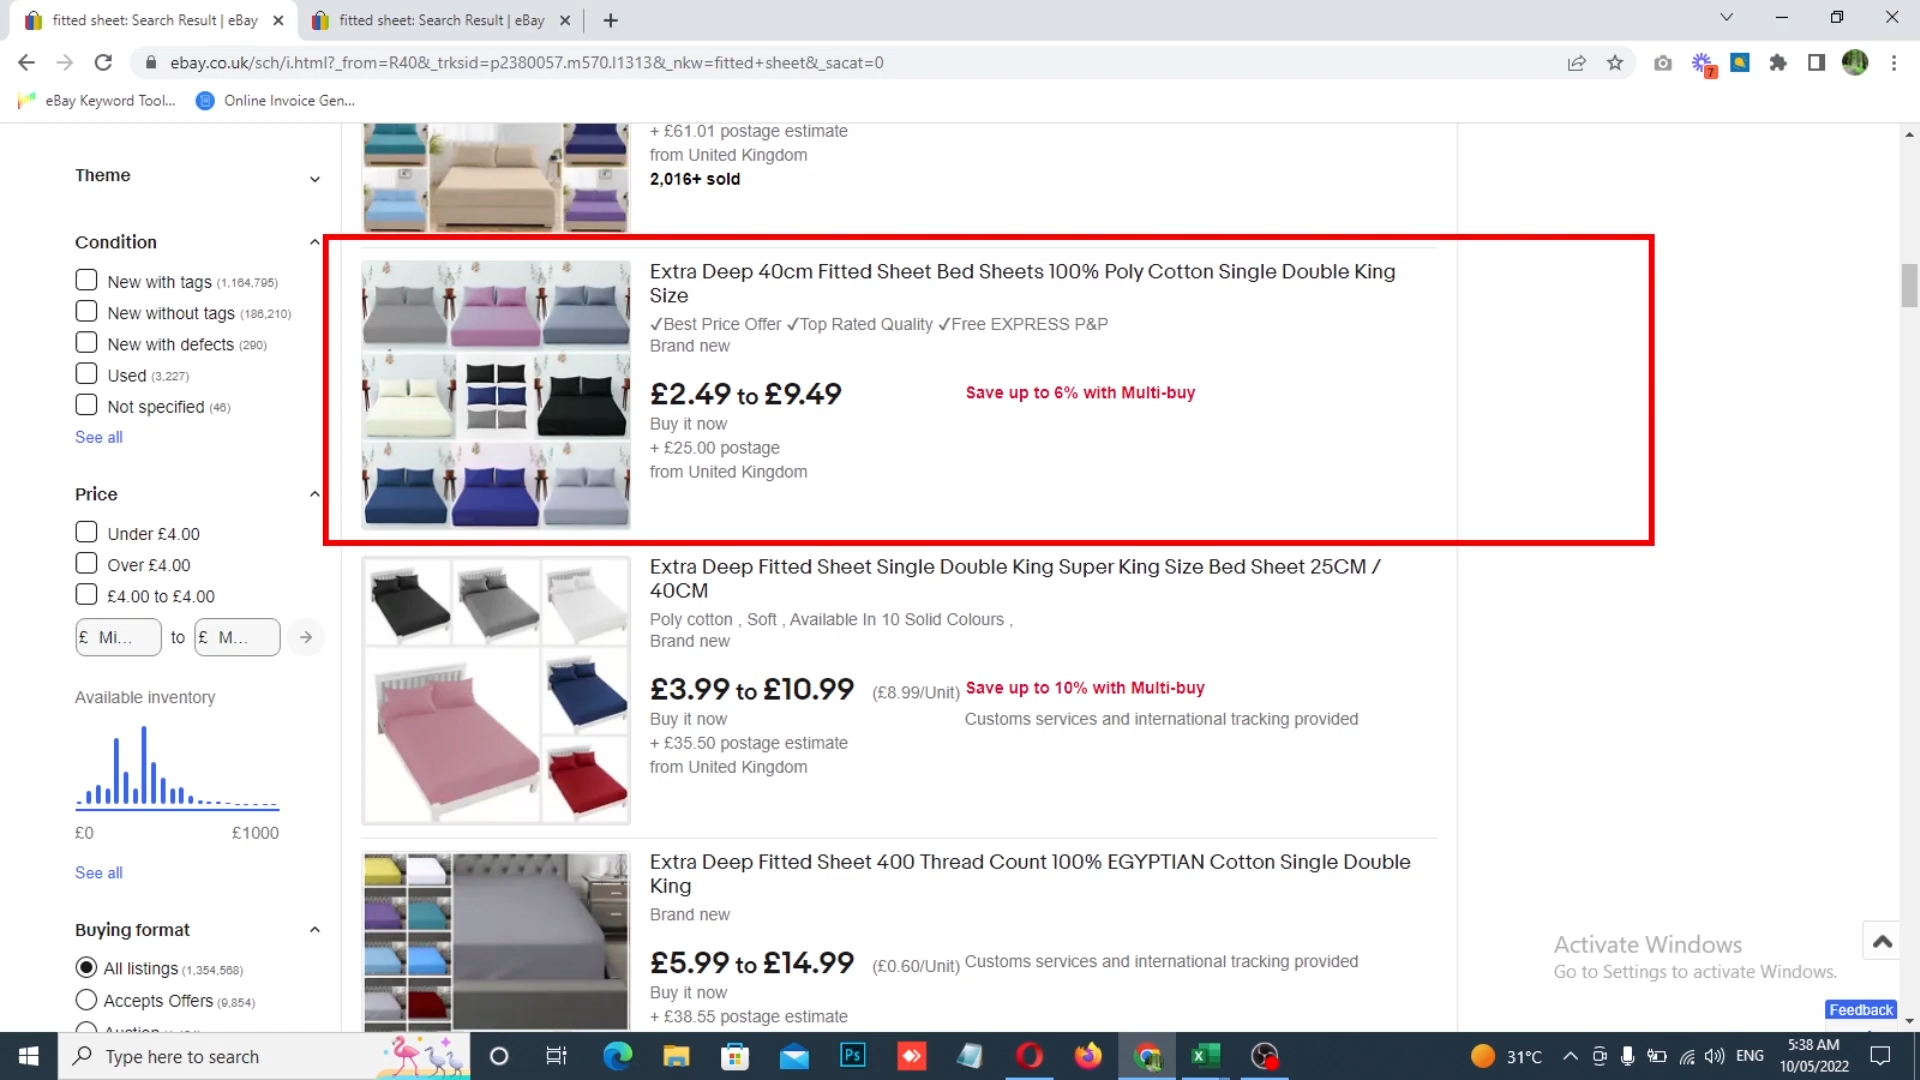 fitted sheet: Search Result | eBay
fitted sheet: Search Result | eBay
ebay.co.uk/sch/i.html?_from=R40&_trksid=p2380057.m570.l1313&_nkw=fitted+sheet&_sacat=0
7
eBay Keyword Tool...
Online Invoice Gen...
Theme
Condition
New with tags (1,164,795)
New without tags (186,210)
New with defects (290)
Used (3,227)
Not specified (46)
See all
Price
Under £4.00
Over £4.00
£4.00 to £4.00
£ Mi... to £ M...
Available inventory
£0 £1000
See all
Buying format
All listings (1,354,568)
Accepts Offers (9,854)
+ £61.01 postage estimate
from United Kingdom
2,016+ sold
Extra Deep 40cm Fitted Sheet Bed Sheets 100% Poly Cotton Single Double King
Size
✓Best Price Offer ✓Top Rated Quality ✓Free EXPRESS P&P
Brand new
£2.49 to £9.49
Save up to 6% with Multi-buy
Buy it now
+ £25.00 postage
from United Kingdom
Extra Deep Fitted Sheet Single Double King Super King Size Bed Sheet 25CM /
40CM
Poly cotton , Soft , Available In 10 Solid Colours ,
Brand new
£3.99 to £10.99 (£8.99/Unit)
Save up to 10% with Multi-buy
Buy it now
Customs services and international tracking provided
+ £35.50 postage estimate
from United Kingdom
Extra Deep Fitted Sheet 400 Thread Count 100% EGYPTIAN Cotton Single Double
King
Brand new
£5.99 to £14.99 (£0.60/Unit)
Customs services and international tracking provided
Buy it now
+ £38.55 postage estimate
Activate Windows
Go to Settings to activate Windows.
Feedback
Type here to search
Ps
31°C
ENG
5:38 AM
10/05/2022